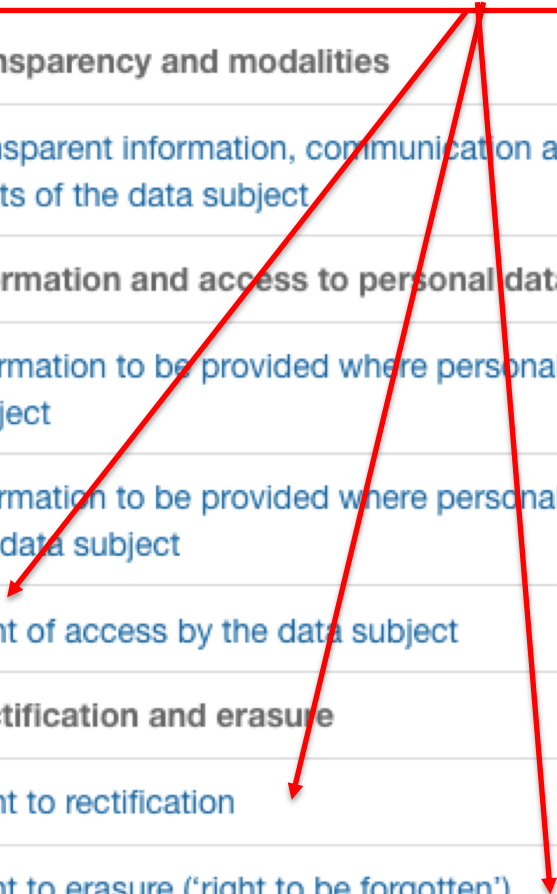 nsparency and modalities
nsparent information, communication a
ts of the data subject
rmation and access to personal data
rmation to be provided where personal
ject
rmation to be provided where personal
data subject
nt of access by the data subject
ctification and erasure
nt to rectification
nt to erasure (‘right to be forgotten’)